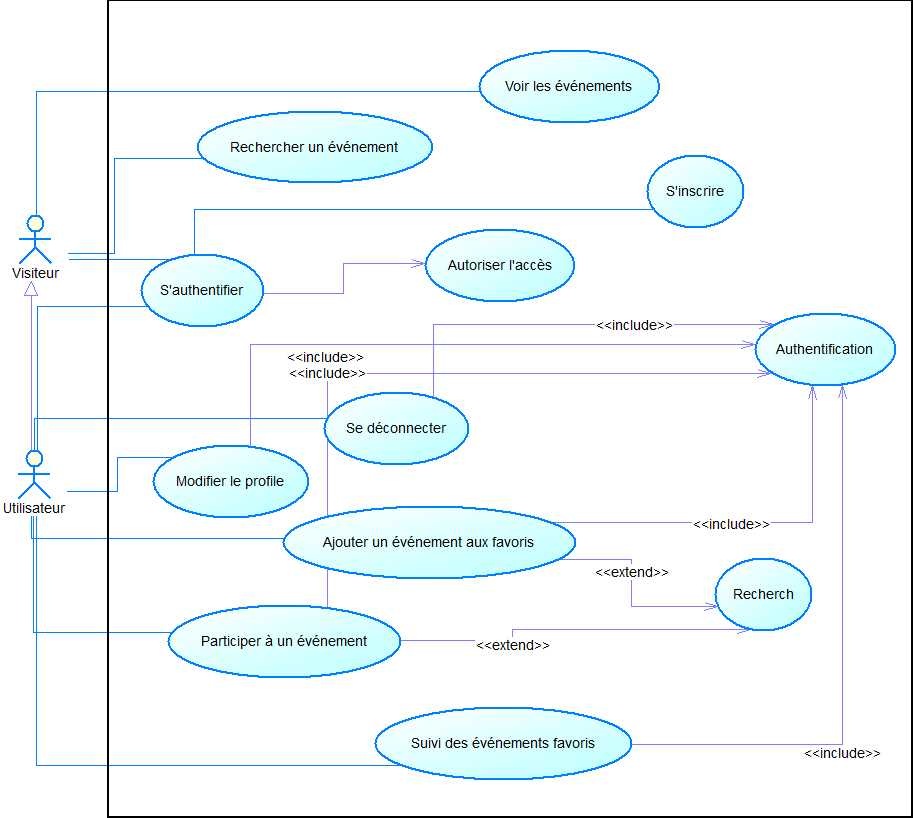 Voir les événements
Rechercher un événement
S'inscrire
Visiteur
Autoriser l'accès
S'authentifier
<<include>>
Authentification
<<include>>
<<include>>
Se déconnecter
Modifier le profile
Utilisateur
<<include>>
Ajouter un événement aux favoris
<<extend>>
Recherch
Participer à un événement
<<extend>>
Suivi des événements favoris
<<include>>